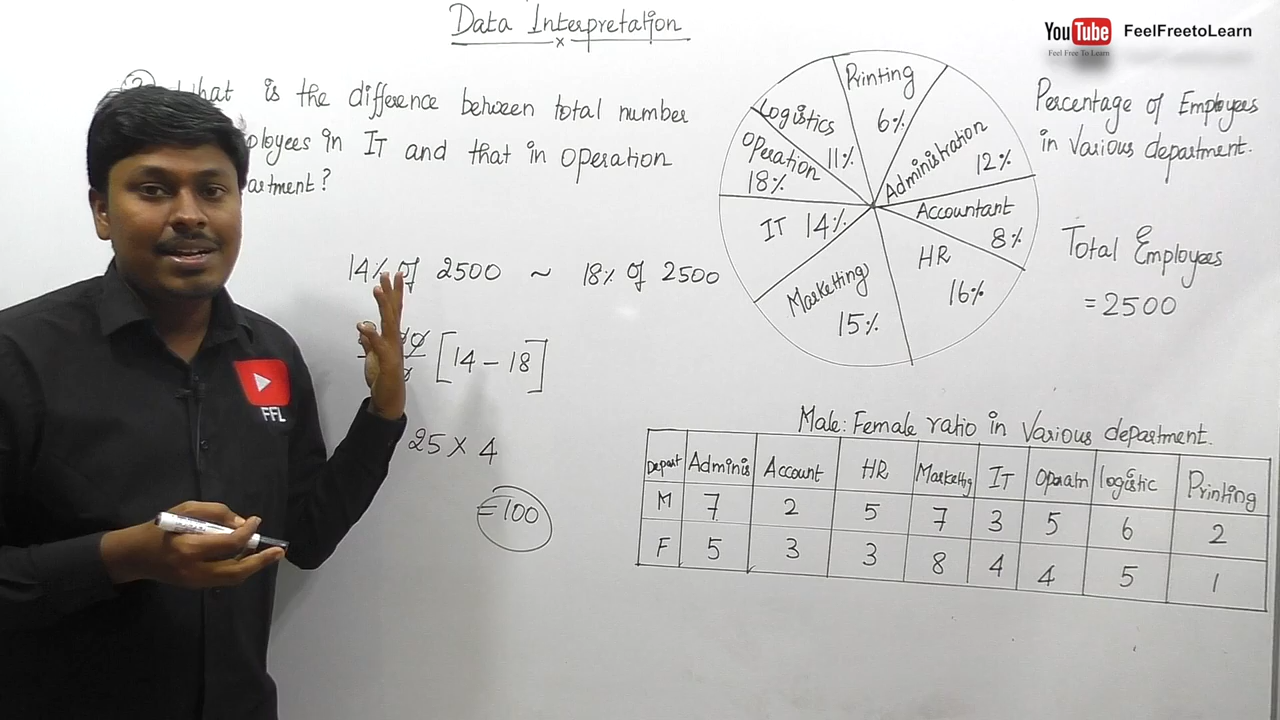 Data Interpretation
What is the difference between total number
in IT and that in Operation
?
14% of 2500 ~ 18% of 2500
[14 - 18]
25 × 4
= 100
Printing
6%
Logistics
11%
Administration
12%
Operation
18%
Accountant
8%
IT 14%
HR
16%
Marketting
15%
YouTube FeelFreetoLearn
Feel Free To Learn
Percentage of Employees
in Various department.
Total Employees
= 2500
Male: Female ratio in Various department.
Depart Adminis Account HR Marketting IT Operatn logistic Printing
M 7 2 5 7 3 5 6 2
F 5 3 3 8 4 4 5 1
FFL